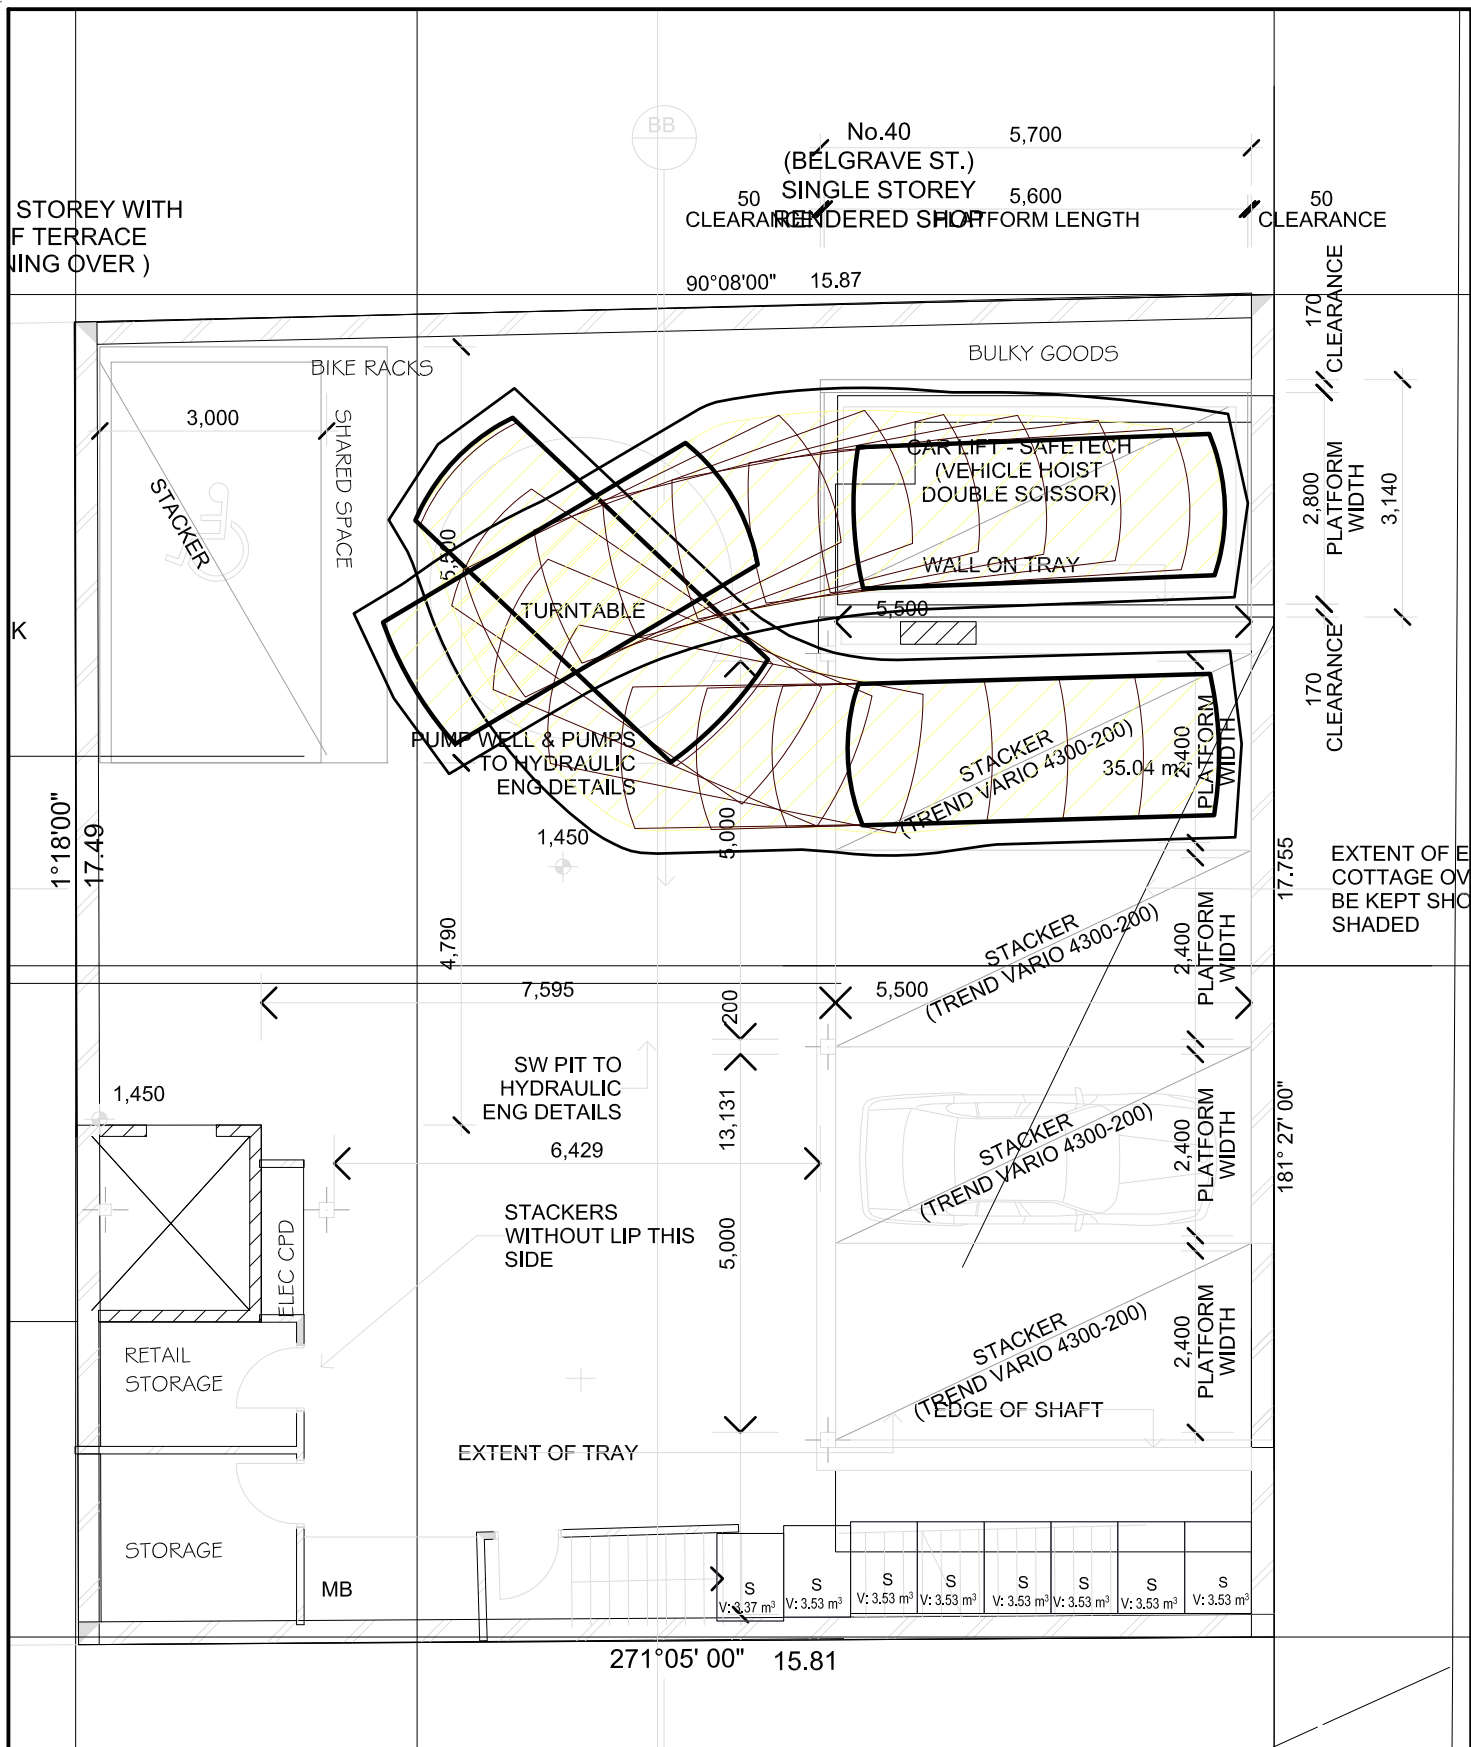 BB
No.40
(BELGRAVE ST.)
SINGLE STOREY
RENDERED SHOP
5,700
5,600
PLATFORM LENGTH
50
CLEARANCE
50
CLEARANCE
STOREY WITH
F TERRACE
NING OVER )
90°08'00" 15.87
170
CLEARANCE
BIKE RACKS
BULKY GOODS
3,000
SHARED SPACE
STACKER
CAR LIFT - SAFETECH
(VEHICLE HOIST
DOUBLE SCISSOR)
2,800
PLATFORM
WIDTH
3,140
5,500
WALL ON TRAY
TURNTABLE
5,500
K
170
CLEARANCE
PUMP WELL & PUMPS
TO HYDRAULIC
ENG DETAILS
STACKER
(TREND VARIO 4300-200)
35.04 m²
2,400
PLATFORM
WIDTH
1°18'00"
17.49
1,450
5,000
17.755
EXTENT OF E
COTTAGE OV
BE KEPT SHO
SHADED
4,790
STACKER
(TREND VARIO 4300-200)
2,400
PLATFORM
WIDTH
7,595
200
5,500
SW PIT TO
HYDRAULIC
ENG DETAILS
1,450
13,131
STACKER
(TREND VARIO 4300-200)
2,400
PLATFORM
WIDTH
181° 27' 00"
6,429
STACKERS
WITHOUT LIP THIS
SIDE
5,000
ELEC CPD
RETAIL
STORAGE
STACKER
(TREND VARIO 4300-200)
2,400
PLATFORM
WIDTH
EDGE OF SHAFT
EXTENT OF TRAY
STORAGE
MB
S
V: 3.37 m³
S
V: 3.53 m³
S
V: 3.53 m³
S
V: 3.53 m³
S
V: 3.53 m³
S
V: 3.53 m³
S
V: 3.53 m³
S
V: 3.53 m³
271°05' 00" 15.81